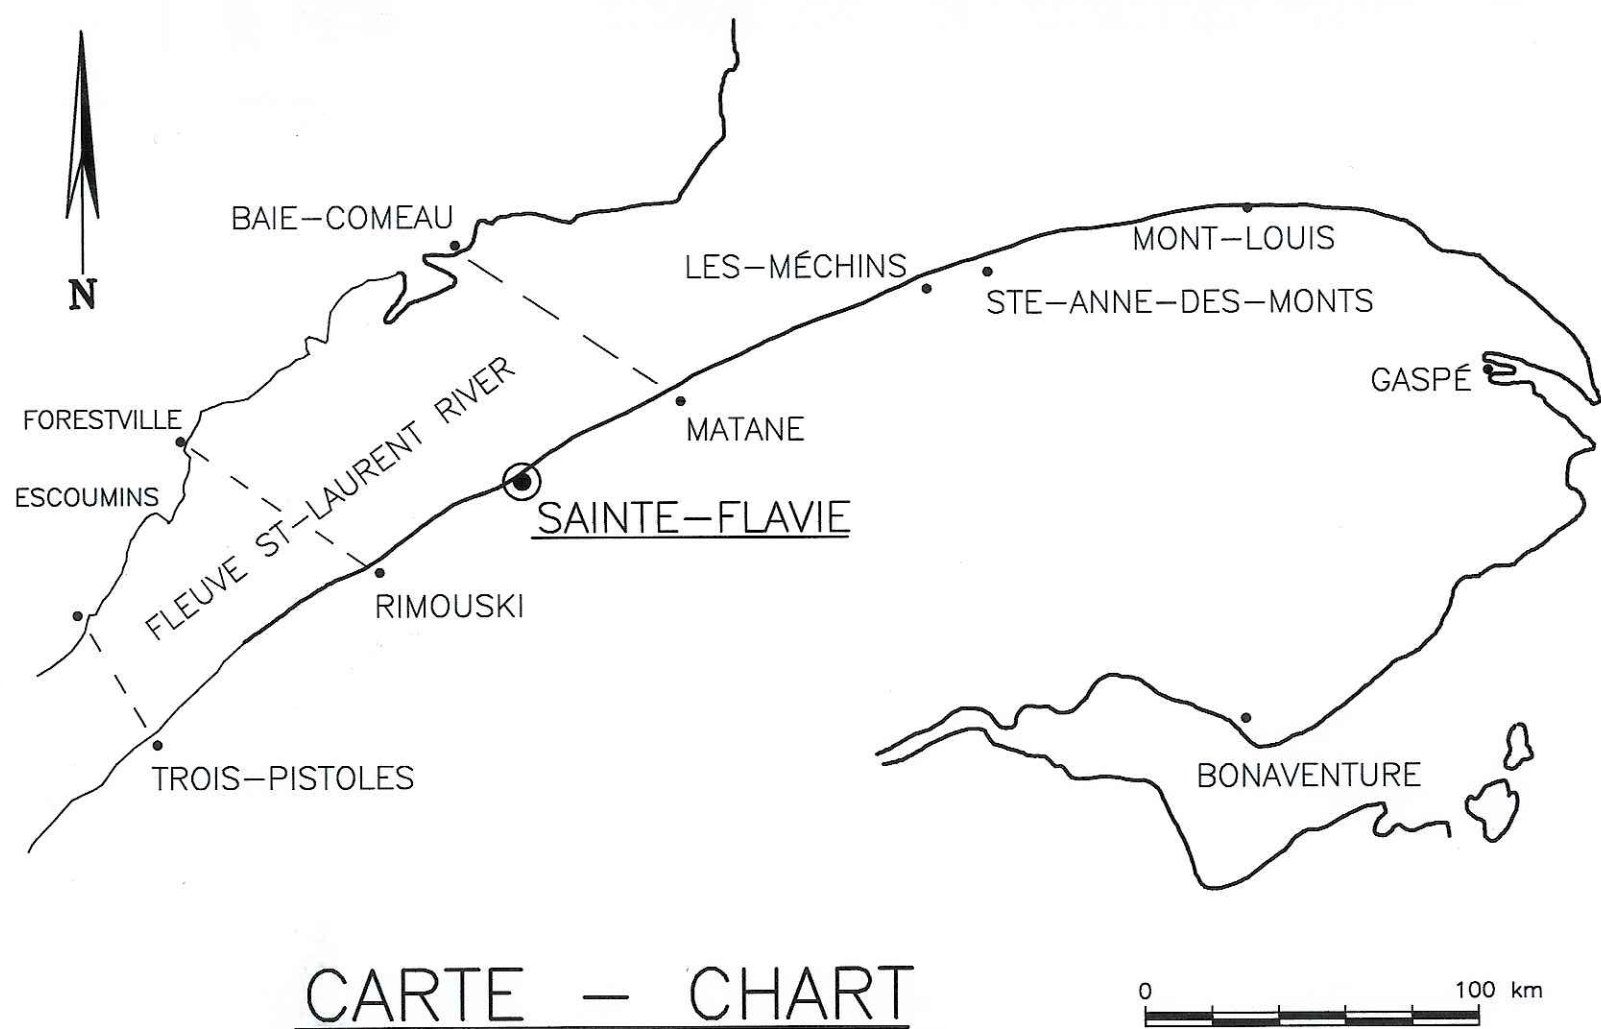 BAIE-COMEAU
N
LES-MÉCHINS
MONT-LOUIS
STE-ANNE-DES-MONTS
GASPÉ
FORESTVILLE
MATANE
FLEUVE ST-LAURENT RIVER
ESCOUMINS
SAINTE-FLAVIE
RIMOUSKI
TROIS-PISTOLES
BONAVENTURE
CARTE - CHART
0 100 km